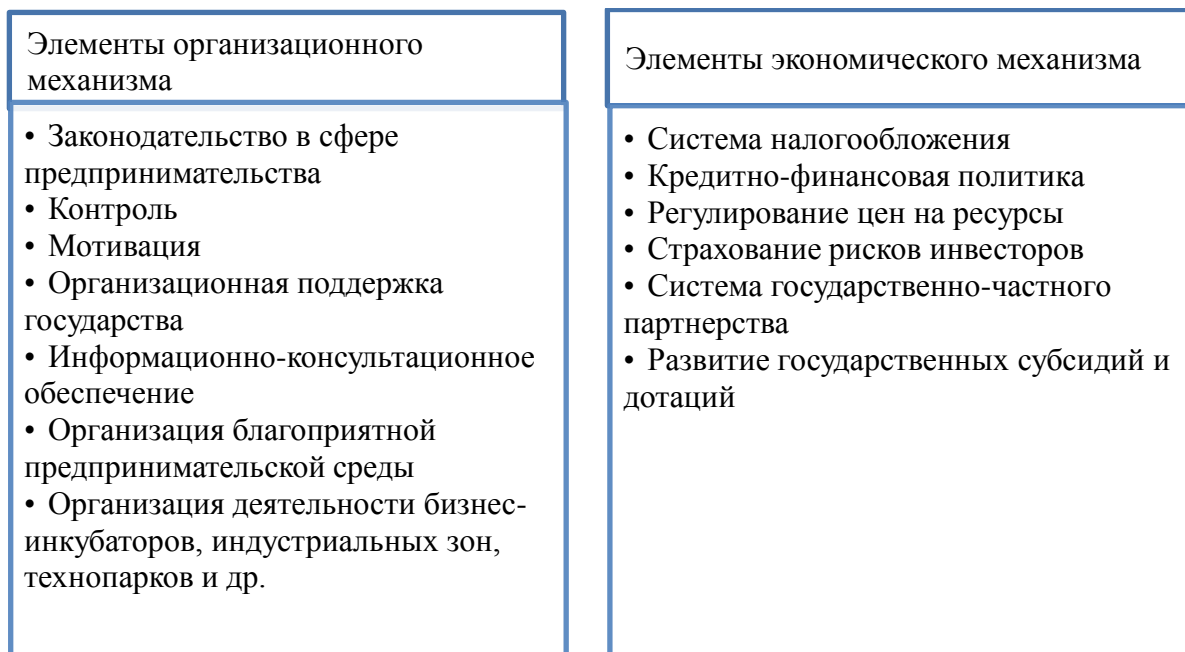 Элементы организационного
механизма
• Законодательство в сфере
предпринимательства
• Контроль
• Мотивация
• Организационная поддержка
государства
• Информационно-консультационное
обеспечение
• Организация благоприятной
предпринимательской среды
• Организация деятельности бизнес-
инкубаторов, индустриальных зон,
технопарков и др.
Элементы экономического механизма
• Система налогообложения
• Кредитно-финансовая политика
• Регулирование цен на ресурсы
• Страхование рисков инвесторов
• Система государственно-частного
партнерства
• Развитие государственных субсидий и
дотаций